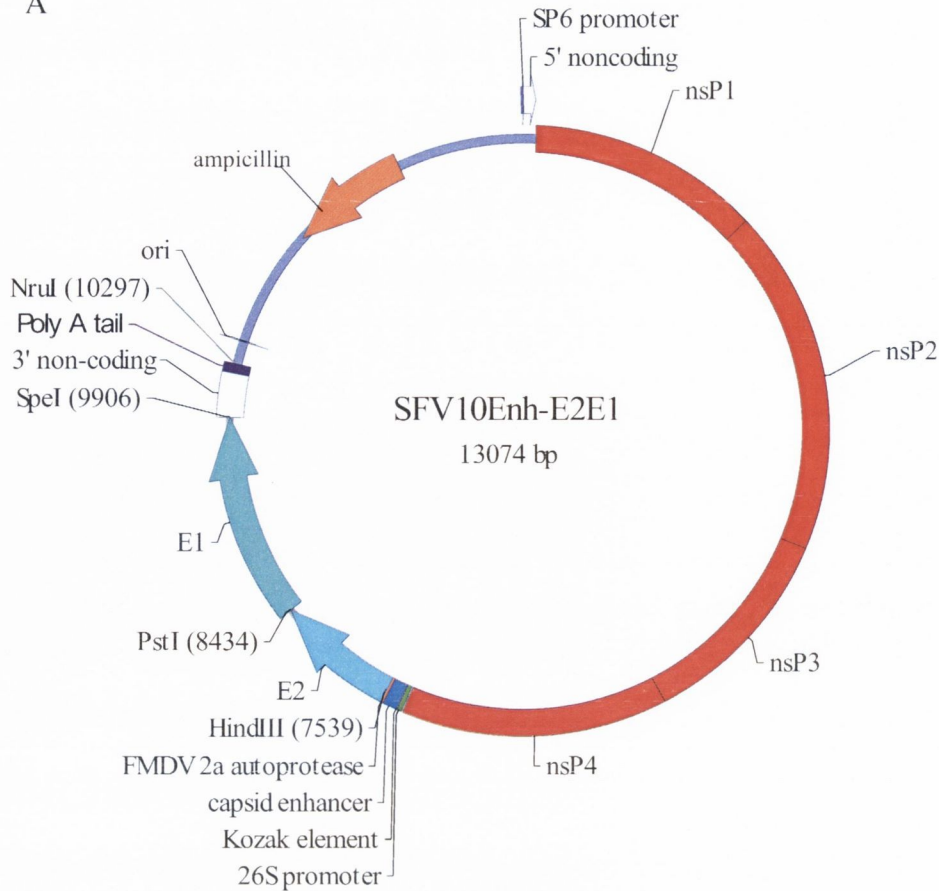 A
SP6 promoter
5' noncoding
nsP1
ampicillin
ori
NruI (10297)
Poly A tail
3' non-coding
SpeI (9906)
nsP2
SFV10Enh-E2E1
13074 bp
E1
PstI (8434)
nsP3
E2
HindIII (7539)
FMDV 2a autoprotease
nsP4
capsid enhancer
Kozak element
26S promoter